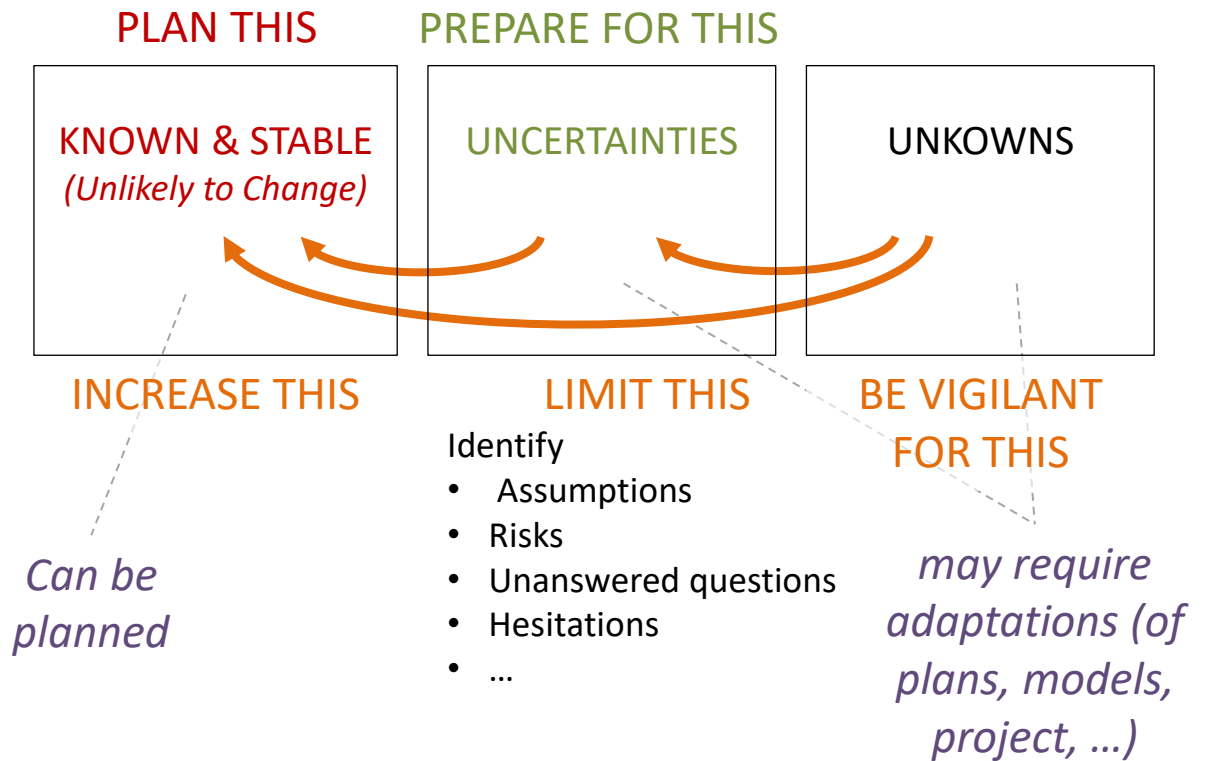 PLAN THIS
PREPARE FOR THIS
KNOWN & STABLE
(Unlikely to Change)
UNCERTAINTIES
UNKOWNS
INCREASE THIS
LIMIT THIS
BE VIGILANT
FOR THIS
Identify
• Assumptions
• Risks
• Unanswered questions
• Hesitations
• …
Can be
planned
may require
adaptations (of
plans, models,
project, …)